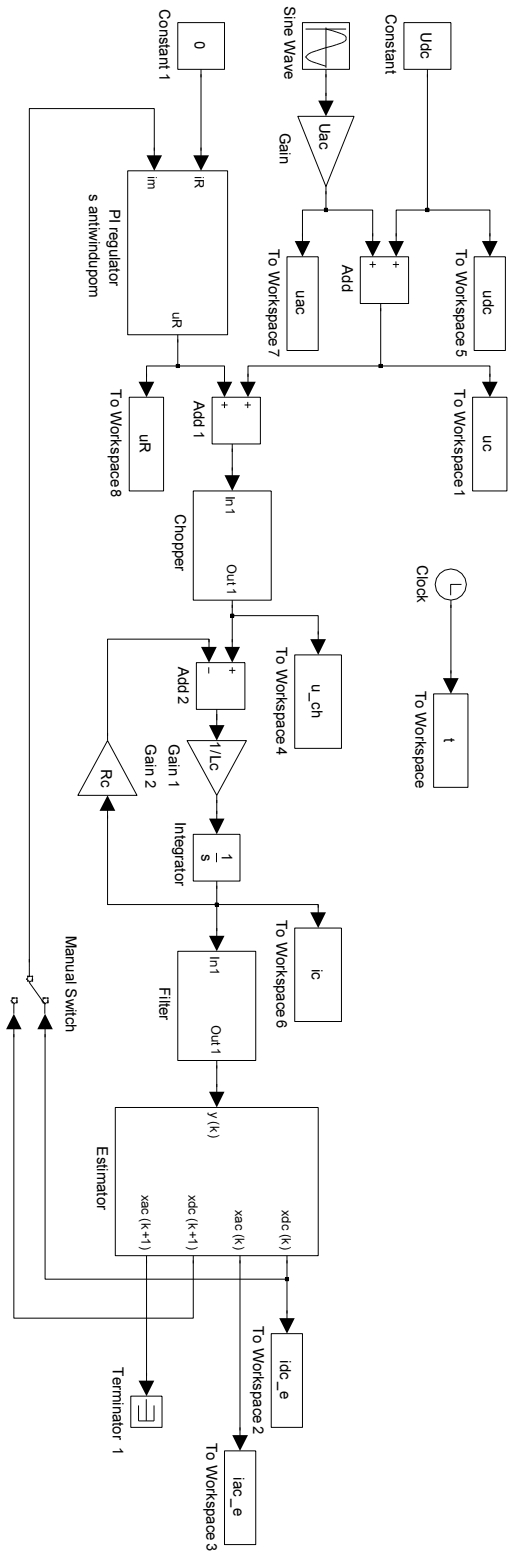 Udc
Constant
udc
To Workspace 5
uc
To Workspace 1
Clock
t
To Workspace
Sine Wave
Uac
Gain
+
+
Add
uac
To Workspace 7
0
Constant 1
iR
im
uR
PI regulator
s antiwindupom
uR
To Workspace 8
+
+
Add 1
In1
Out 1
Chopper
u_ch
To Workspace 4
+
−
Add 2
1/Lc
Gain 1
Rc
Gain 2
1
s
Integrator
ic
To Workspace 6
In1
Out 1
Filter
y (k)
xdc (k)
xac (k)
xdc (k+1)
xac (k+1)
Estimator
idc_e
To Workspace 2
iac_e
To Workspace 3
Terminator 1
Manual Switch